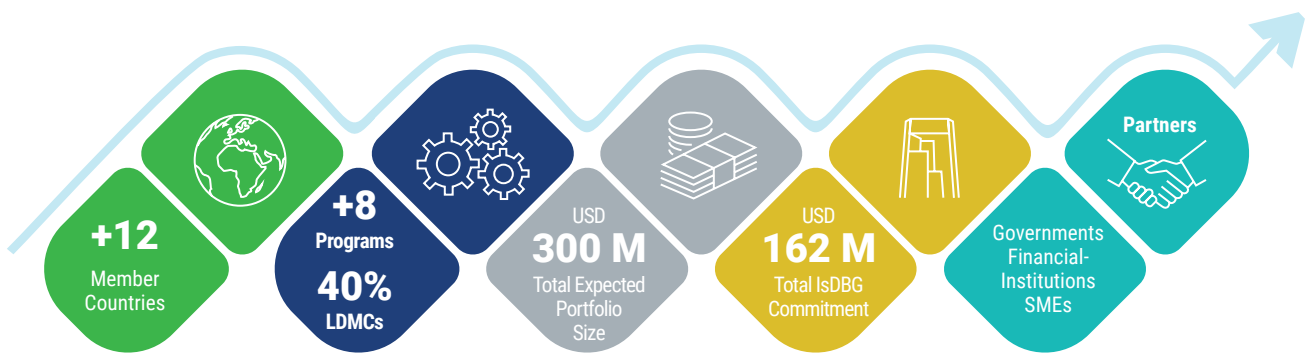 +12
Member
Countries
+8
Programs
40%
LDMCs
USD
300 M
Total Expected
Portfolio
Size
USD
162 M
Total IsDBG
Commitment
Governments
Financial-
Institutions
SMEs
Partners